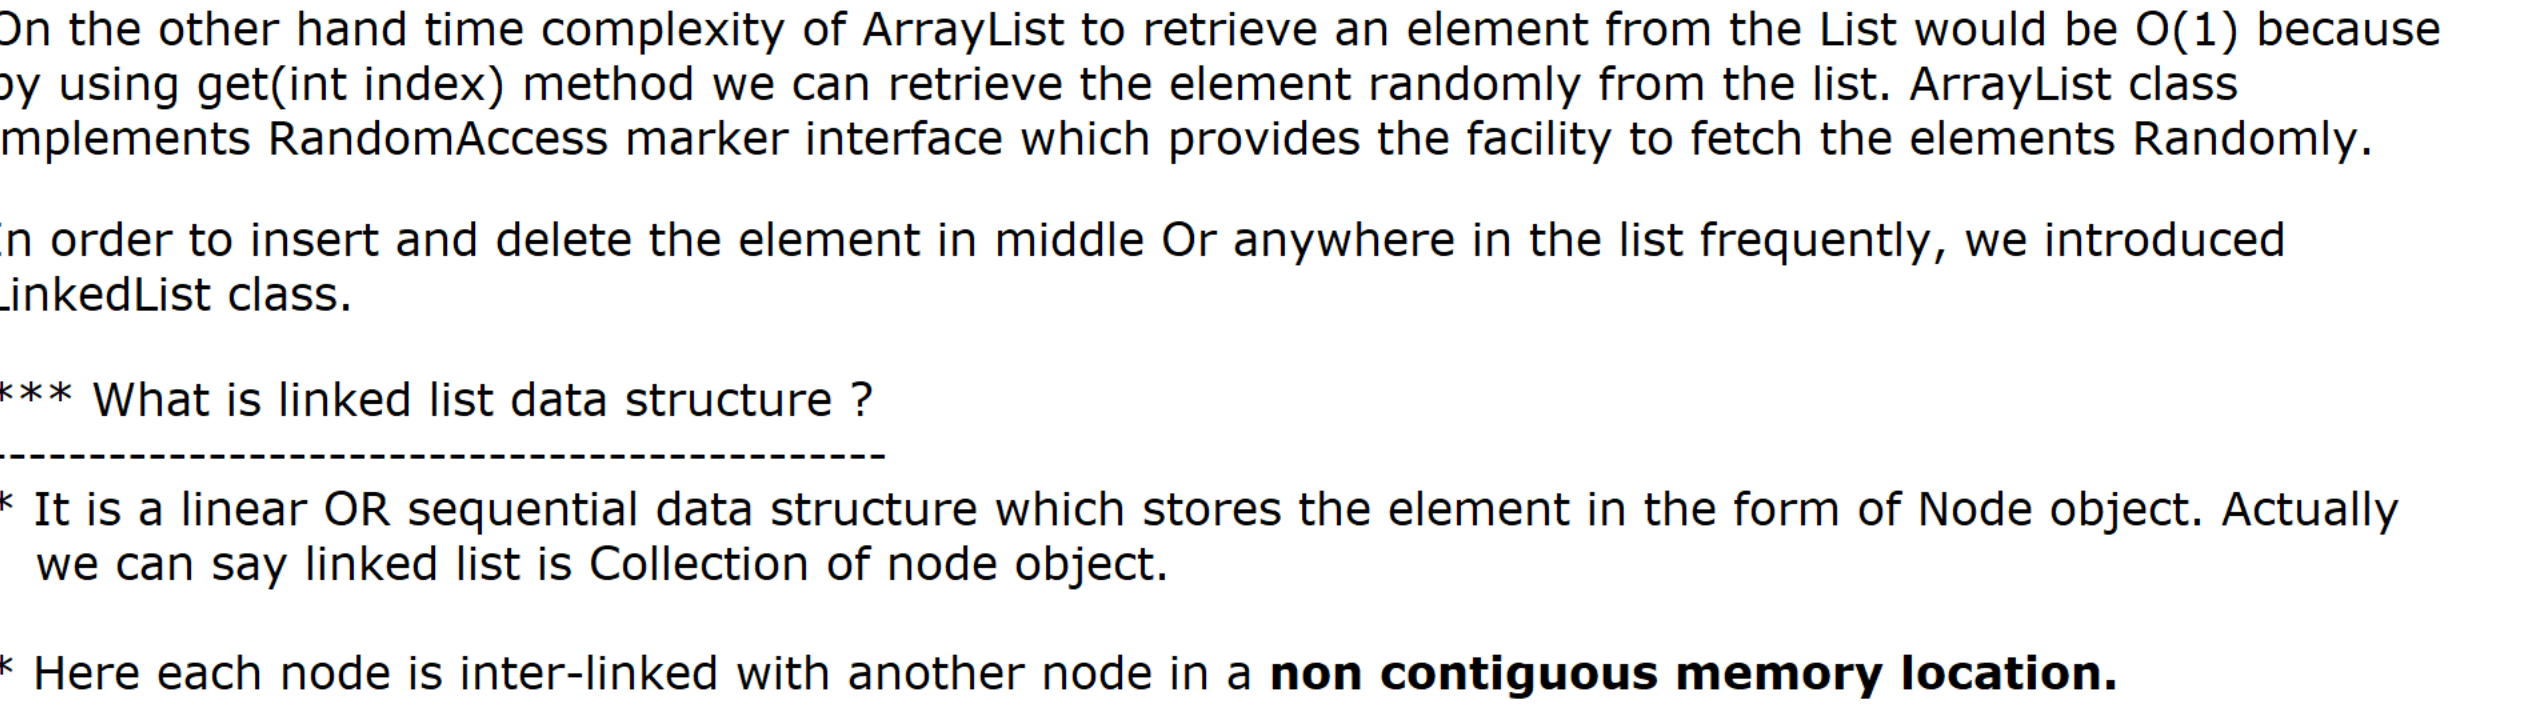 On the other hand time complexity of ArrayList to retrieve an element from the List would be O(1) because
by using get(int index) method we can retrieve the element randomly from the list. ArrayList class
implements RandomAccess marker interface which provides the facility to fetch the elements Randomly.
In order to insert and delete the element in middle Or anywhere in the list frequently, we introduced
LinkedList class.
*** What is linked list data structure ?
---------------------------------------------
* It is a linear OR sequential data structure which stores the element in the form of Node object. Actually
we can say linked list is Collection of node object.
* Here each node is inter-linked with another node in a non contiguous memory location.